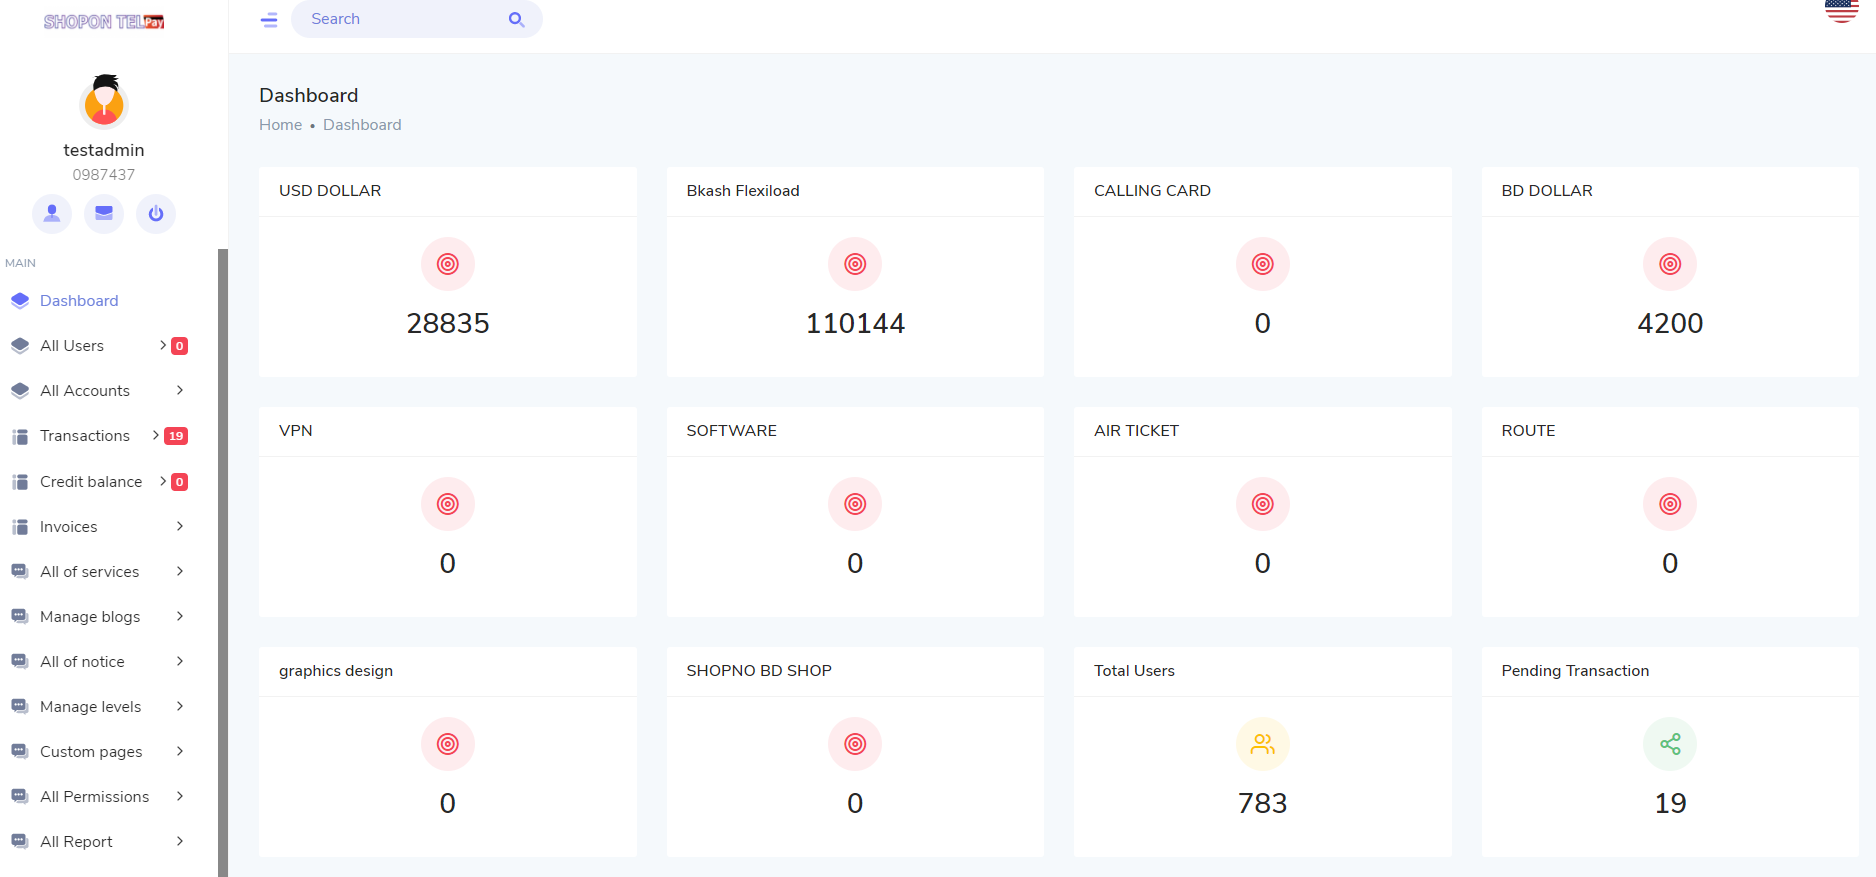 SHOPON TELPay
Search
testadmin
0987437
MAIN
Dashboard
All Users 0
All Accounts
Transactions 19
Credit balance 0
Invoices
All of services
Manage blogs
All of notice
Manage levels
Custom pages
All Permissions
All Report
Dashboard
Home • Dashboard
USD DOLLAR
28835
Bkash Flexiload
110144
CALLING CARD
0
BD DOLLAR
4200
VPN
0
SOFTWARE
0
AIR TICKET
0
ROUTE
0
graphics design
0
SHOPNO BD SHOP
0
Total Users
783
Pending Transaction
19